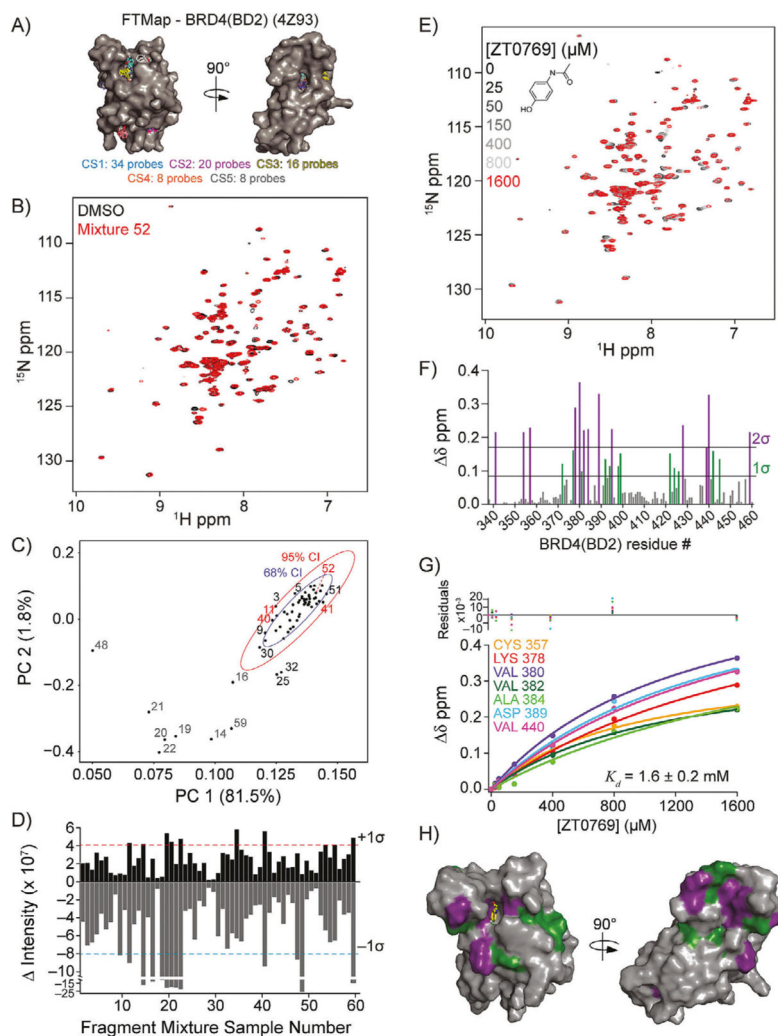 A)
FTMap - BRD4(BD2) (4Z93)
90°
CS1: 34 probes CS2: 20 probes CS3: 16 probes
CS4: 8 probes CS5: 8 probes
B)
DMSO
Mixture 52
110
115
120
125
130
15N ppm
10 9 8 7
1H ppm
C)
95% CI
68% CI
52
5
3
51
11
40
41
9
30
32
25
16
48
21
20
19
22
14
59
0.2
0.0
-0.2
-0.4
PC 2 (1.8%)
0.050 0.075 0.100 0.125 0.150
PC 1 (81.5%)
D)
Δ Intensity (x 10⁷)
6
4
2
0
-2
-4
-6
-8
-10
-15
-25
+1σ
-1σ
10 20 30 40 50 60
Fragment Mixture Sample Number
E)
[ZT0769] (µM)
0
25
50
150
400
800
1600
H
N
O
HO
110
115
120
125
130
15N ppm
10 9 8 7
1H ppm
F)
0.4
0.3
0.2
0.1
0.0
Δδ ppm
2σ
1σ
340 350 360 370 380 390 400 410 420 430 440 450 460
BRD4(BD2) residue #
G)
Residuals
x10⁻³
20
10
0
-10
CYS 357
LYS 378
VAL 380
VAL 382
ALA 384
ASP 389
VAL 440
0.4
0.3
0.2
0.1
0.0
Δδ ppm
Kd = 1.6 ± 0.2 mM
0 400 800 1200 1600
[ZT0769] (µM)
H)
90°